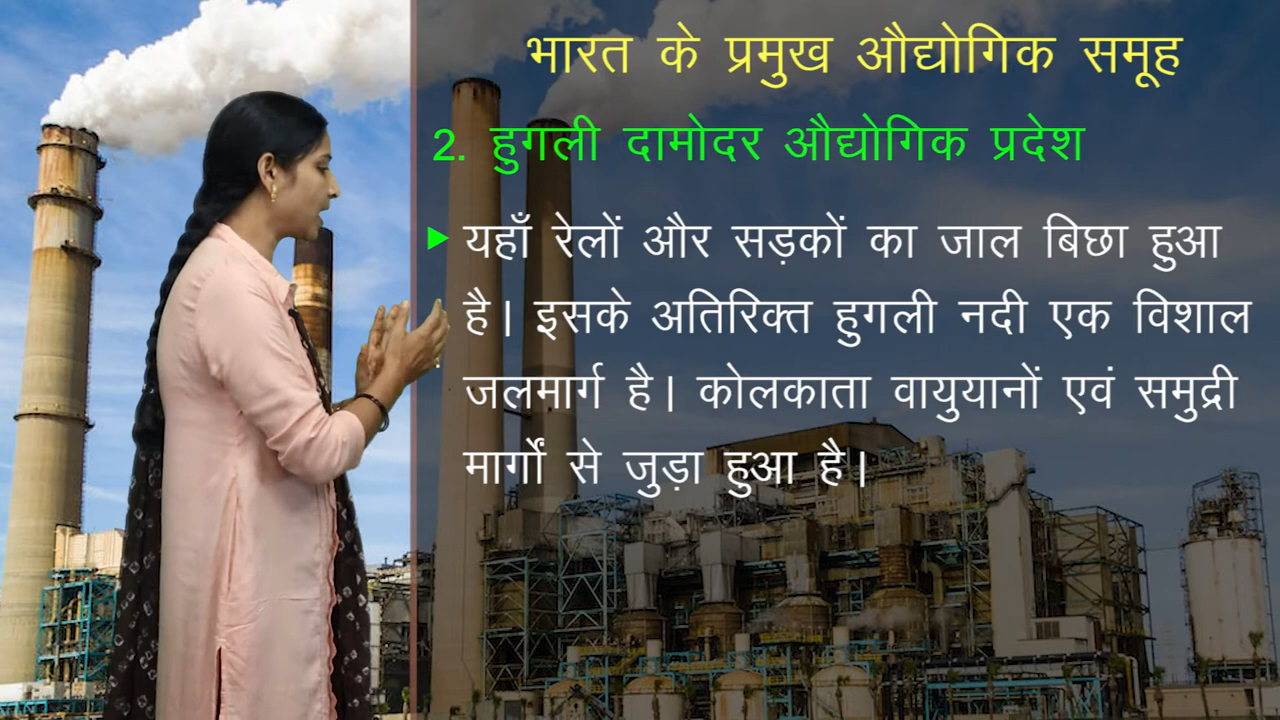 भारत के प्रमुख औद्योगिक समूह
2. हुगली दामोदर औद्योगिक प्रदेश
यहाँ रेलों और सड़कों का जाल बिछा हुआ
है। इसके अतिरिक्त हुगली नदी एक विशाल
जलमार्ग है। कोलकाता वायुयानों एवं समुद्री
मार्गों से जुड़ा हुआ है।